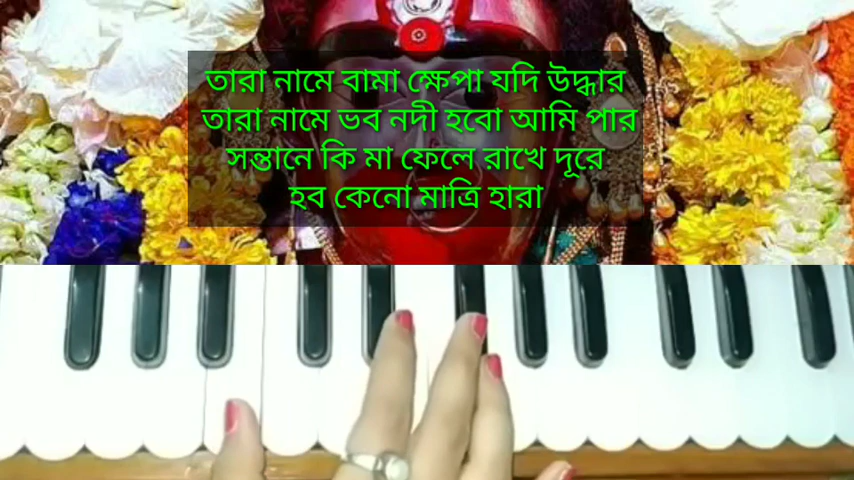 তারা নামে বামা ক্ষেপা যদি উদ্ধার
তারা নামে ভব নদী হবো আমি পার
সন্তানে কি মা ফেলে রাখে দূরে
হব কেনো মাত্রি হারা